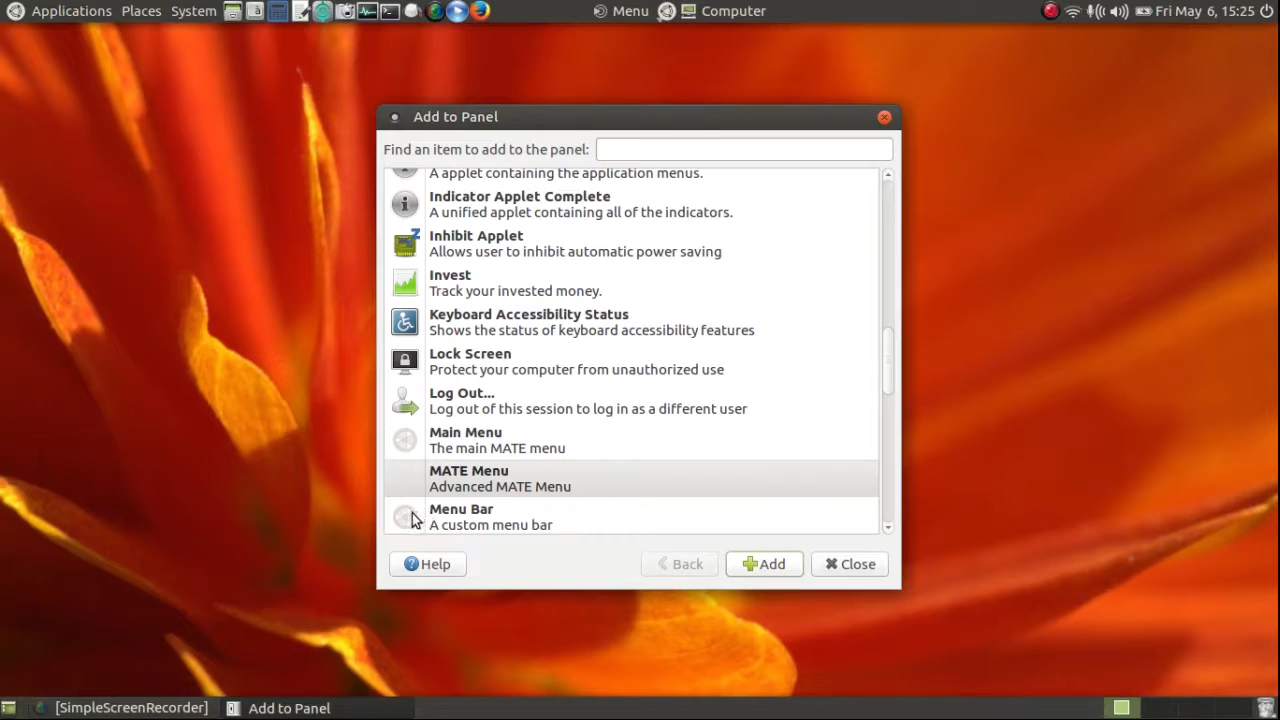 Applications Places System Menu Computer Fri May 6, 15:25
Add to Panel
Find an item to add to the panel:
A applet containing the application menus.
Indicator Applet Complete
A unified applet containing all of the indicators.
Inhibit Applet
Allows user to inhibit automatic power saving
Invest
Track your invested money.
Keyboard Accessibility Status
Shows the status of keyboard accessibility features
Lock Screen
Protect your computer from unauthorized use
Log Out...
Log out of this session to log in as a different user
Main Menu
The main MATE menu
MATE Menu
Advanced MATE Menu
Menu Bar
A custom menu bar
Help Back Add Close
[SimpleScreenRecorder] Add to Panel